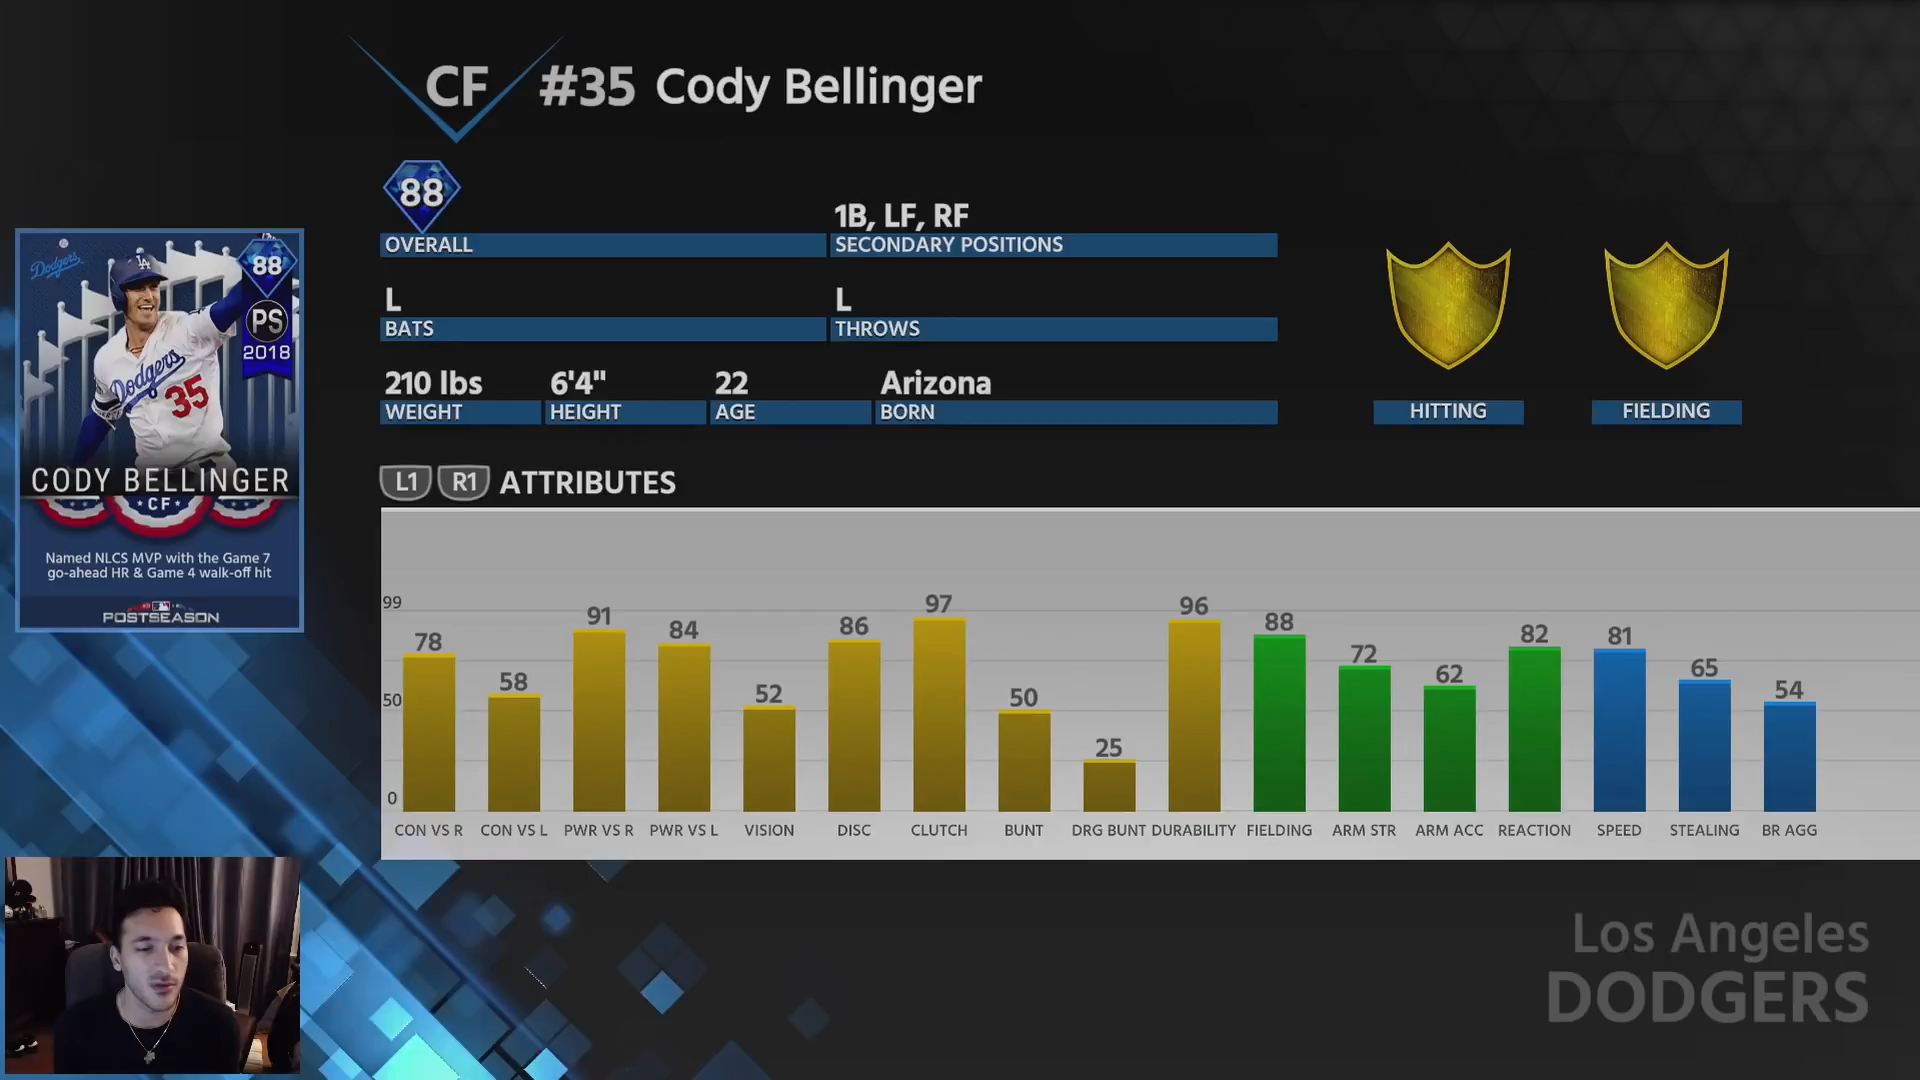 CF #35 Cody Bellinger
88
OVERALL
1B, LF, RF
SECONDARY POSITIONS
L
BATS
L
THROWS
210 lbs
WEIGHT
6'4"
HEIGHT
22
AGE
Arizona
BORN
HITTING
FIELDING
Dodgers
88
PS
2018
Dodgers
35
CODY BELLINGER
CF
Named NLCS MVP with the Game 7
go-ahead HR & Game 4 walk-off hit
POSTSEASON
L1 R1 ATTRIBUTES
99
50
0
78 58 91 84 52 86 97 50 25 96 88 72 62 82 81 65 54
CON VS R CON VS L PWR VS R PWR VS L VISION DISC CLUTCH BUNT DRG BUNT DURABILITY FIELDING ARM STR ARM ACC REACTION SPEED STEALING BR AGG
Los Angeles
DODGERS